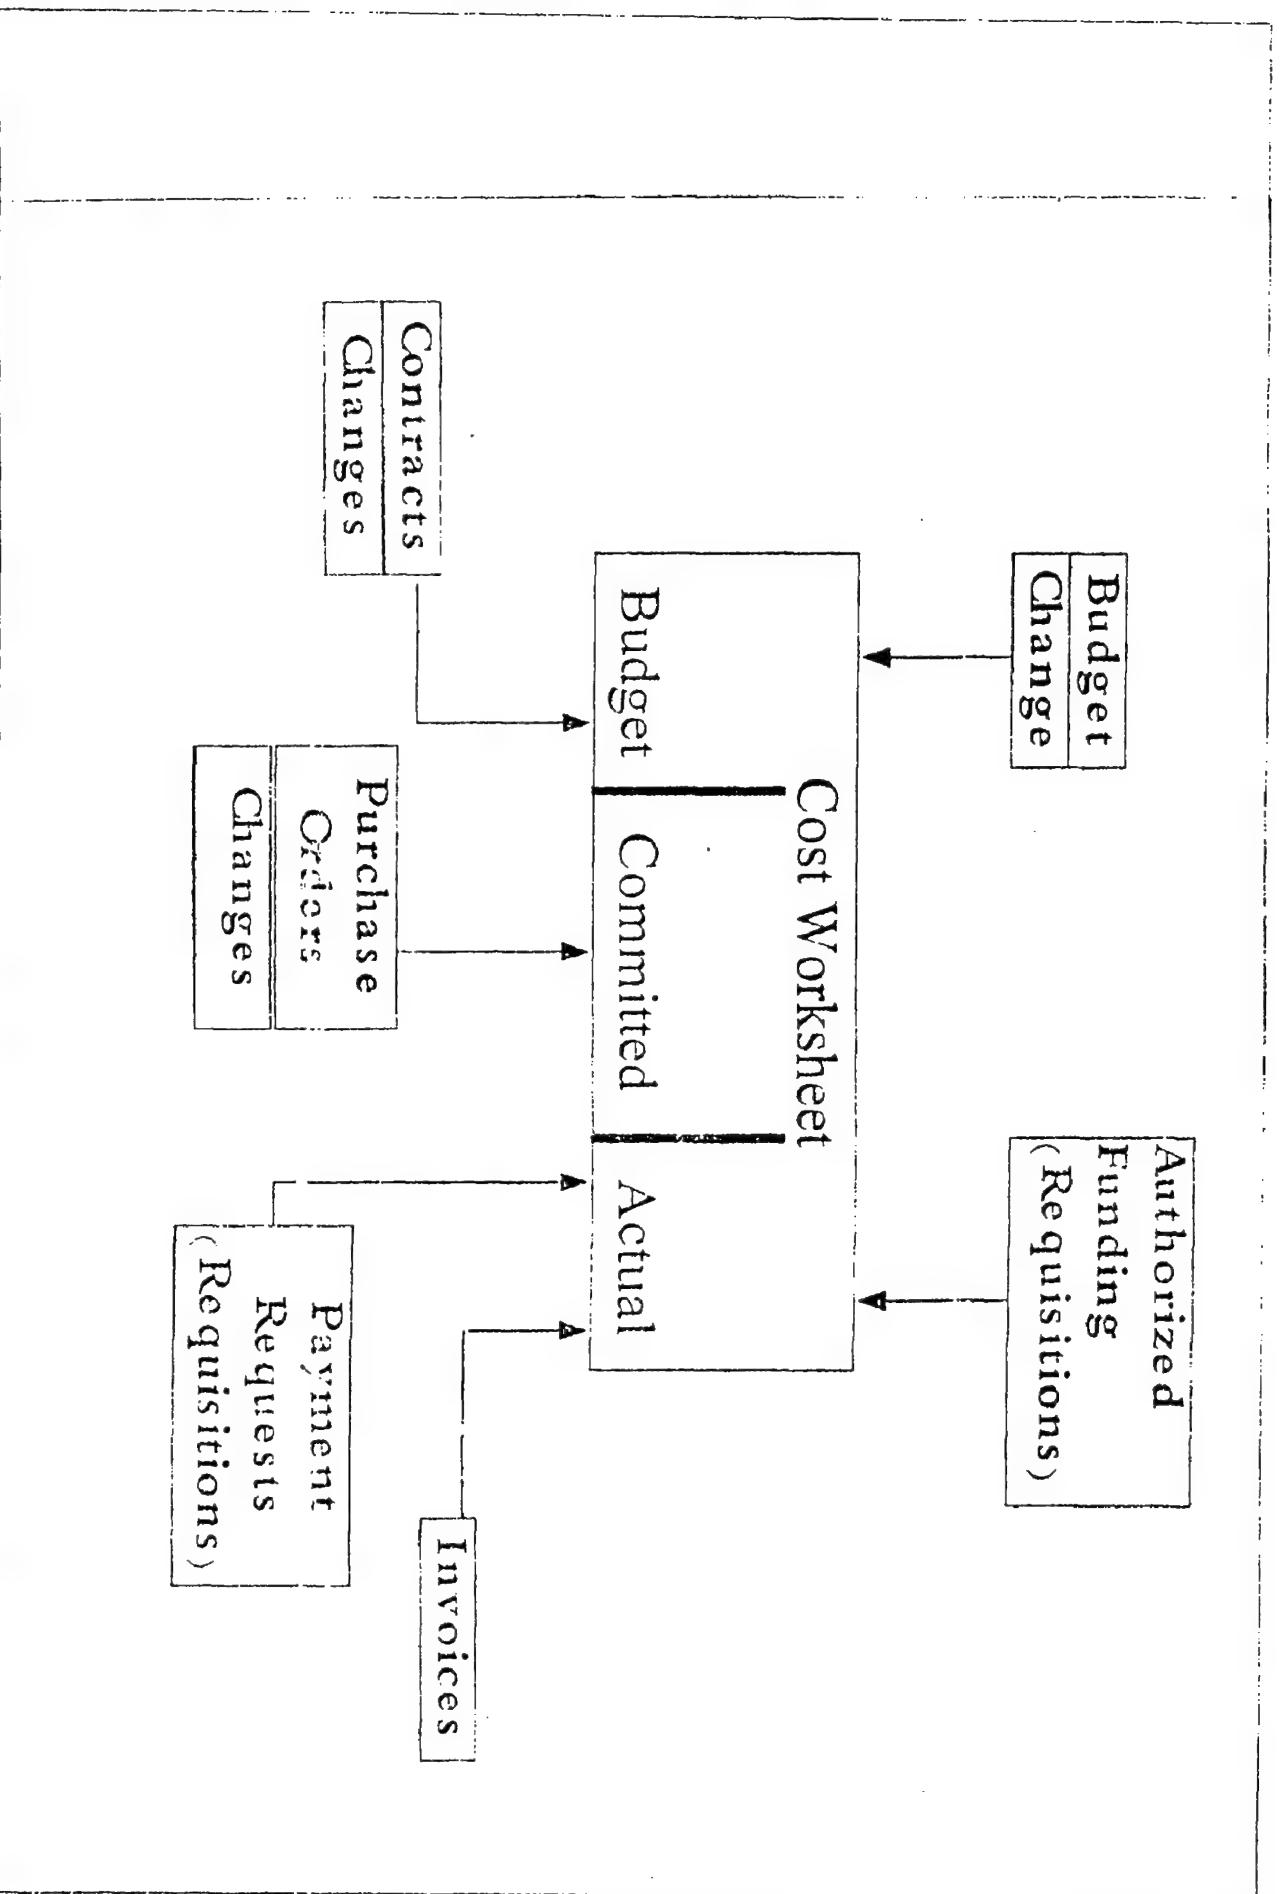 Budget
Change
Authorized
Funding
(Requisitions)
Cost Worksheet
Budget
Committed
Actual
Contracts
Changes
Purchase
Orders
Changes
Payment
Requests
(Requisitions)
Invoices